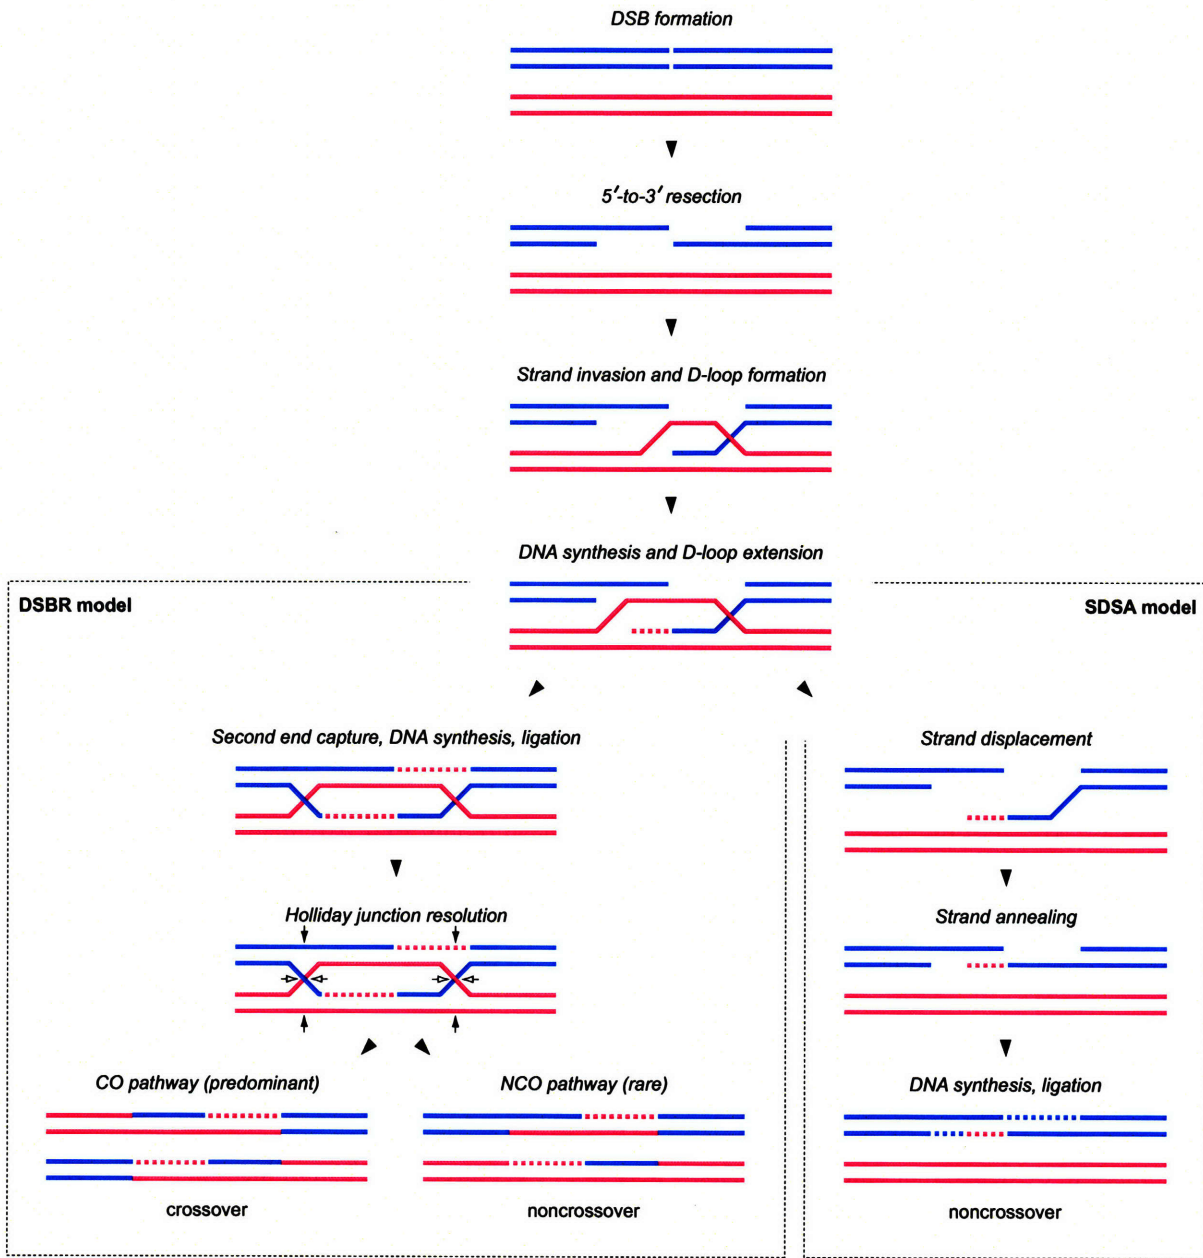 DSB formation
5′-to-3′ resection
Strand invasion and D-loop formation
DNA synthesis and D-loop extension
DSBR model
SDSA model
Second end capture, DNA synthesis, ligation
Strand displacement
Holliday junction resolution
Strand annealing
CO pathway (predominant)
NCO pathway (rare)
DNA synthesis, ligation
crossover
noncrossover
noncrossover